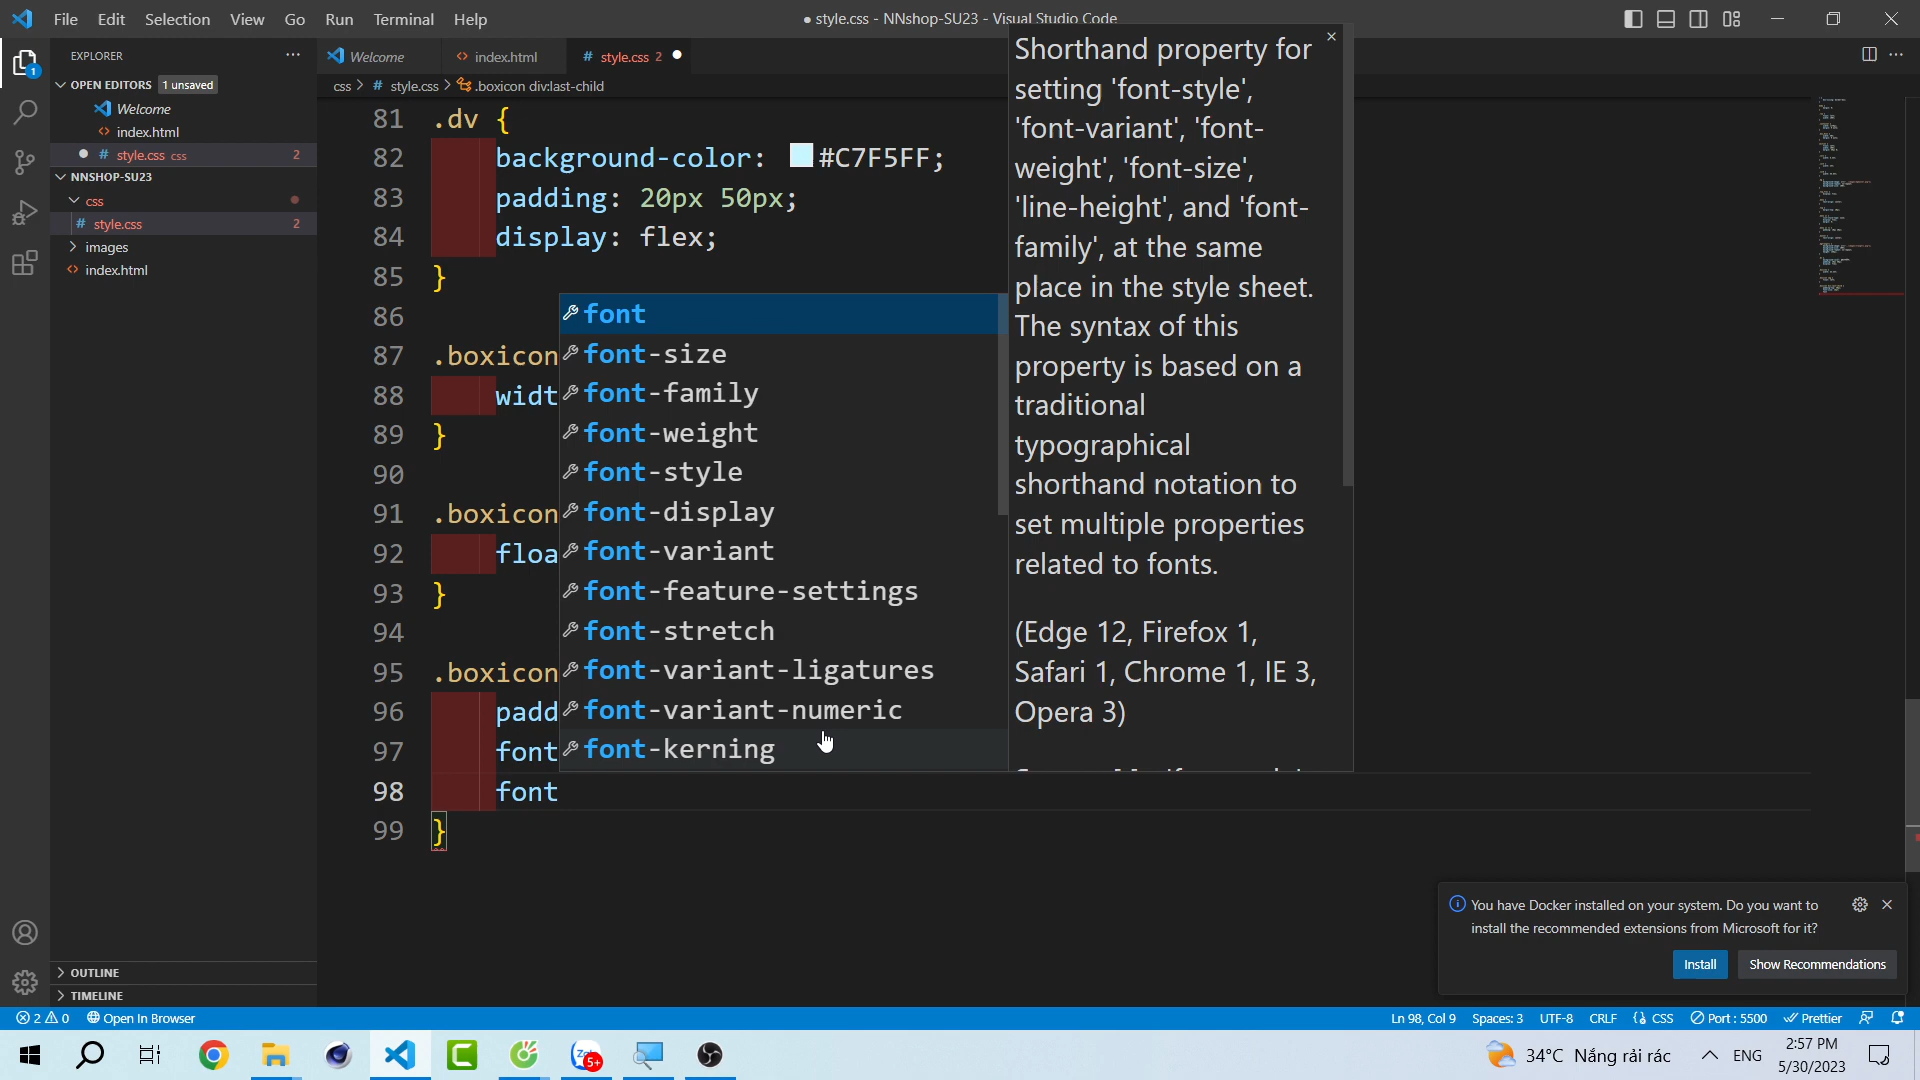 File Edit Selection View Go Run Terminal Help
● style.css - NNshop-SU23 - Visual Studio Code
EXPLORER
OPEN EDITORS 1 unsaved
Welcome
index.html
style.css css 2
NNSHOP-SU23
css
# style.css 2
images
index.html
OUTLINE
TIMELINE
Welcome
index.html
# style.css 2
css > # style.css > .boxicon div:last-child
81 .dv {
82 background-color: #C7F5FF;
83 padding: 20px 50px;
84 display: flex;
85 }
86
87 .boxicon
88 widt
89 }
90
91 .boxicon
92 floa
93 }
94
95 .boxicon
96 padd
97 font
98 font
99 }
font
font-size
font-family
font-weight
font-style
font-display
font-variant
font-feature-settings
font-stretch
font-variant-ligatures
font-variant-numeric
font-kerning
Shorthand property for
setting 'font-style',
'font-variant', 'font-
weight', 'font-size',
'line-height', and 'font-
family', at the same
place in the style sheet.
The syntax of this
property is based on a
traditional
typographical
shorthand notation to
set multiple properties
related to fonts.
(Edge 12, Firefox 1,
Safari 1, Chrome 1, IE 3,
Opera 3)
You have Docker installed on your system. Do you want to
install the recommended extensions from Microsoft for it?
Install Show Recommendations
2 0 Open In Browser
Ln 98, Col 9 Spaces: 3 UTF-8 CRLF CSS Port : 5500 Prettier
34°C Nắng rải rác ENG
2:57 PM
5/30/2023